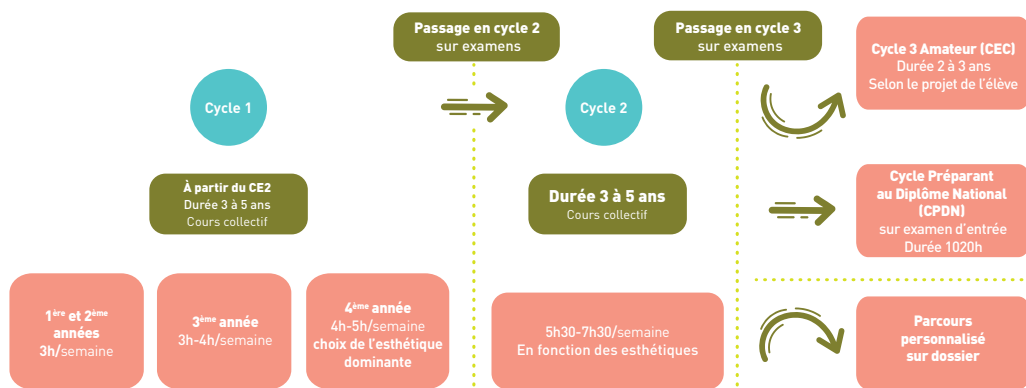 Cycle 1
À partir du CE2
Durée 3 à 5 ans
Cours collectif
1ère et 2ème
années
3h/semaine
3ème année
3h-4h/semaine
4ème année
4h-5h/semaine
choix de l'esthétique
dominante
Passage en cycle 2
sur examens
Cycle 2
Durée 3 à 5 ans
Cours collectif
5h30-7h30/semaine
En fonction des esthétiques
Passage en cycle 3
sur examens
Cycle 3 Amateur (CEC)
Durée 2 à 3 ans
Selon le projet de l'élève
Cycle Préparant
au Diplôme National
(CPDN)
sur examen d'entrée
Durée 1020h
Parcours
personnalisé
sur dossier